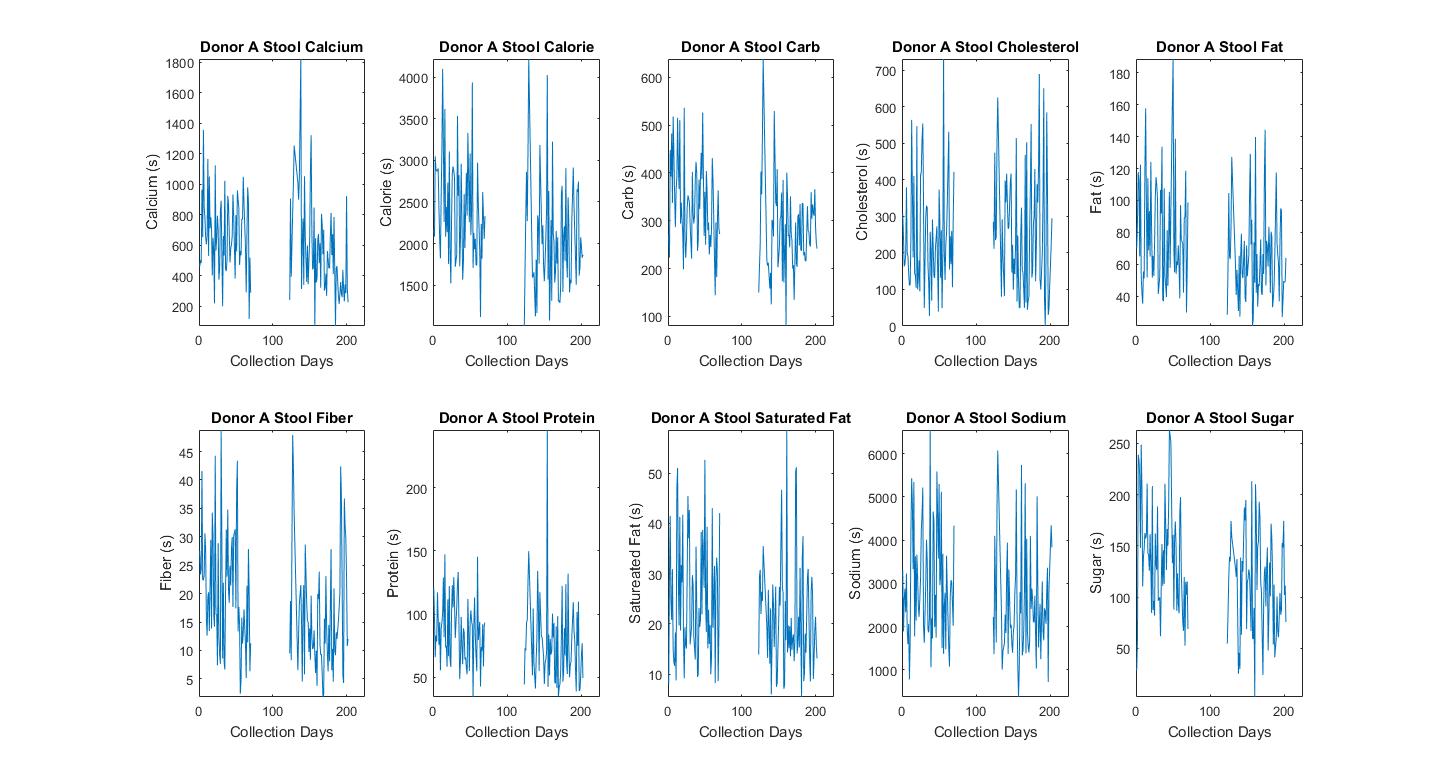 Donor A Stool Calcium
1800
1600
1400
1200
1000
800
600
400
200
0 100 200
Calcium (s)
Collection Days
Donor A Stool Calorie
4000
3500
3000
2500
2000
1500
0 100 200
Calorie (s)
Collection Days
Donor A Stool Carb
600
500
400
300
200
100
0 100 200
Carb (s)
Collection Days
Donor A Stool Cholesterol
700
600
500
400
300
200
100
0
0 100 200
Cholesterol (s)
Collection Days
Donor A Stool Fat
180
160
140
120
100
80
60
40
0 100 200
Fat (s)
Collection Days
Donor A Stool Fiber
45
40
35
30
25
20
15
10
5
0 100 200
Fiber (s)
Collection Days
Donor A Stool Protein
200
150
100
50
0 100 200
Protein (s)
Collection Days
Donor A Stool Saturated Fat
50
40
30
20
10
0 100 200
Satureated Fat (s)
Collection Days
Donor A Stool Sodium
6000
5000
4000
3000
2000
1000
0 100 200
Sodium (s)
Collection Days
Donor A Stool Sugar
250
200
150
100
50
0 100 200
Sugar (s)
Collection Days